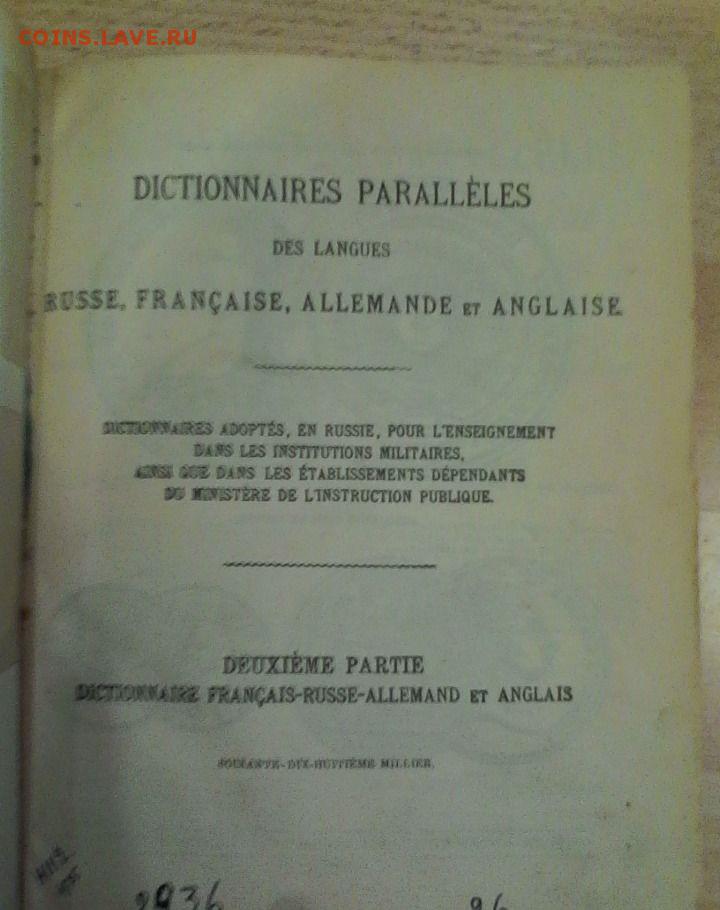 COINS.LAVE.RU
DICTIONNAIRES PARALLÈLES
DES LANGUES
RUSSE, FRANÇAISE, ALLEMANDE ET ANGLAISE
DICTIONNAIRES ADOPTÉS, EN RUSSIE, POUR L'ENSEIGNEMENT
DANS LES INSTITUTIONS MILITAIRES,
AINSI QUE DANS LES ÉTABLISSEMENTS DÉPENDANTS
DU MINISTÈRE DE L'INSTRUCTION PUBLIQUE.
DEUXIÈME PARTIE
DICTIONNAIRE FRANÇAIS-RUSSE-ALLEMAND ET ANGLAIS
SOIXANTE-DIX-HUITIÈME MILLIER.
2936